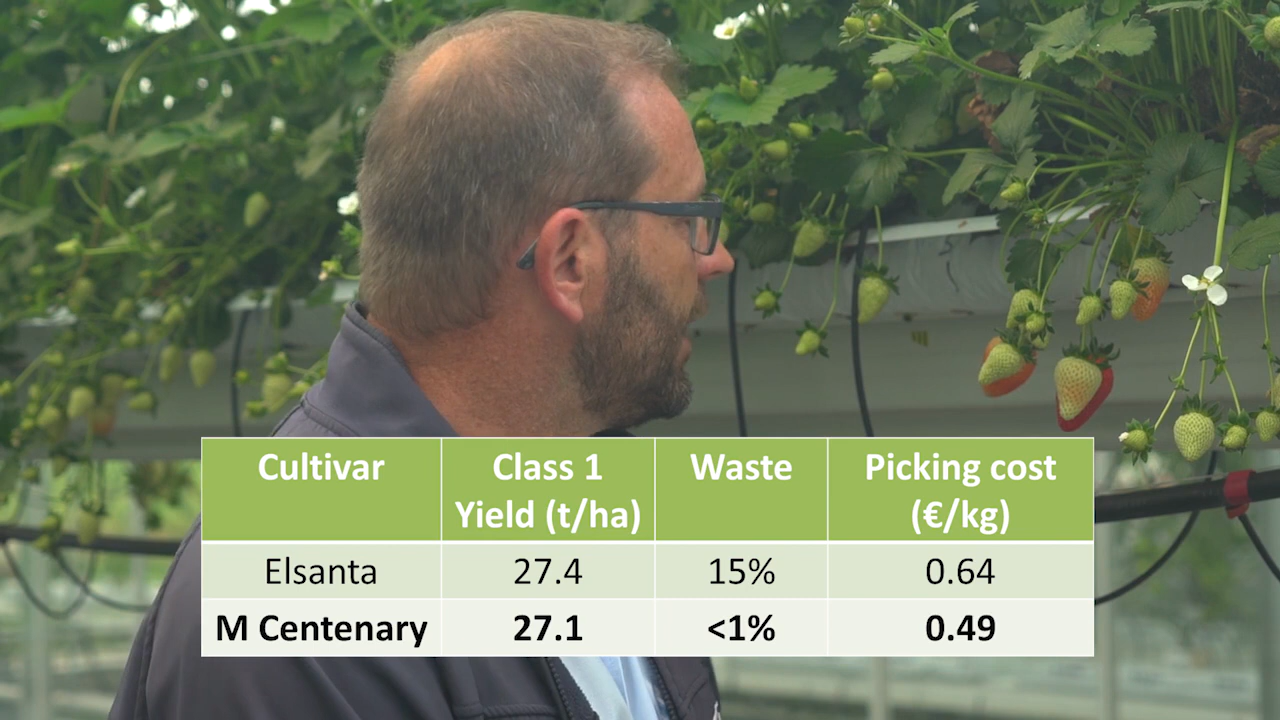 Cultivar Class 1 Yield (t/ha) Waste Picking cost (€/kg)
Elsanta 27.4 15% 0.64
M Centenary 27.1 <1% 0.49